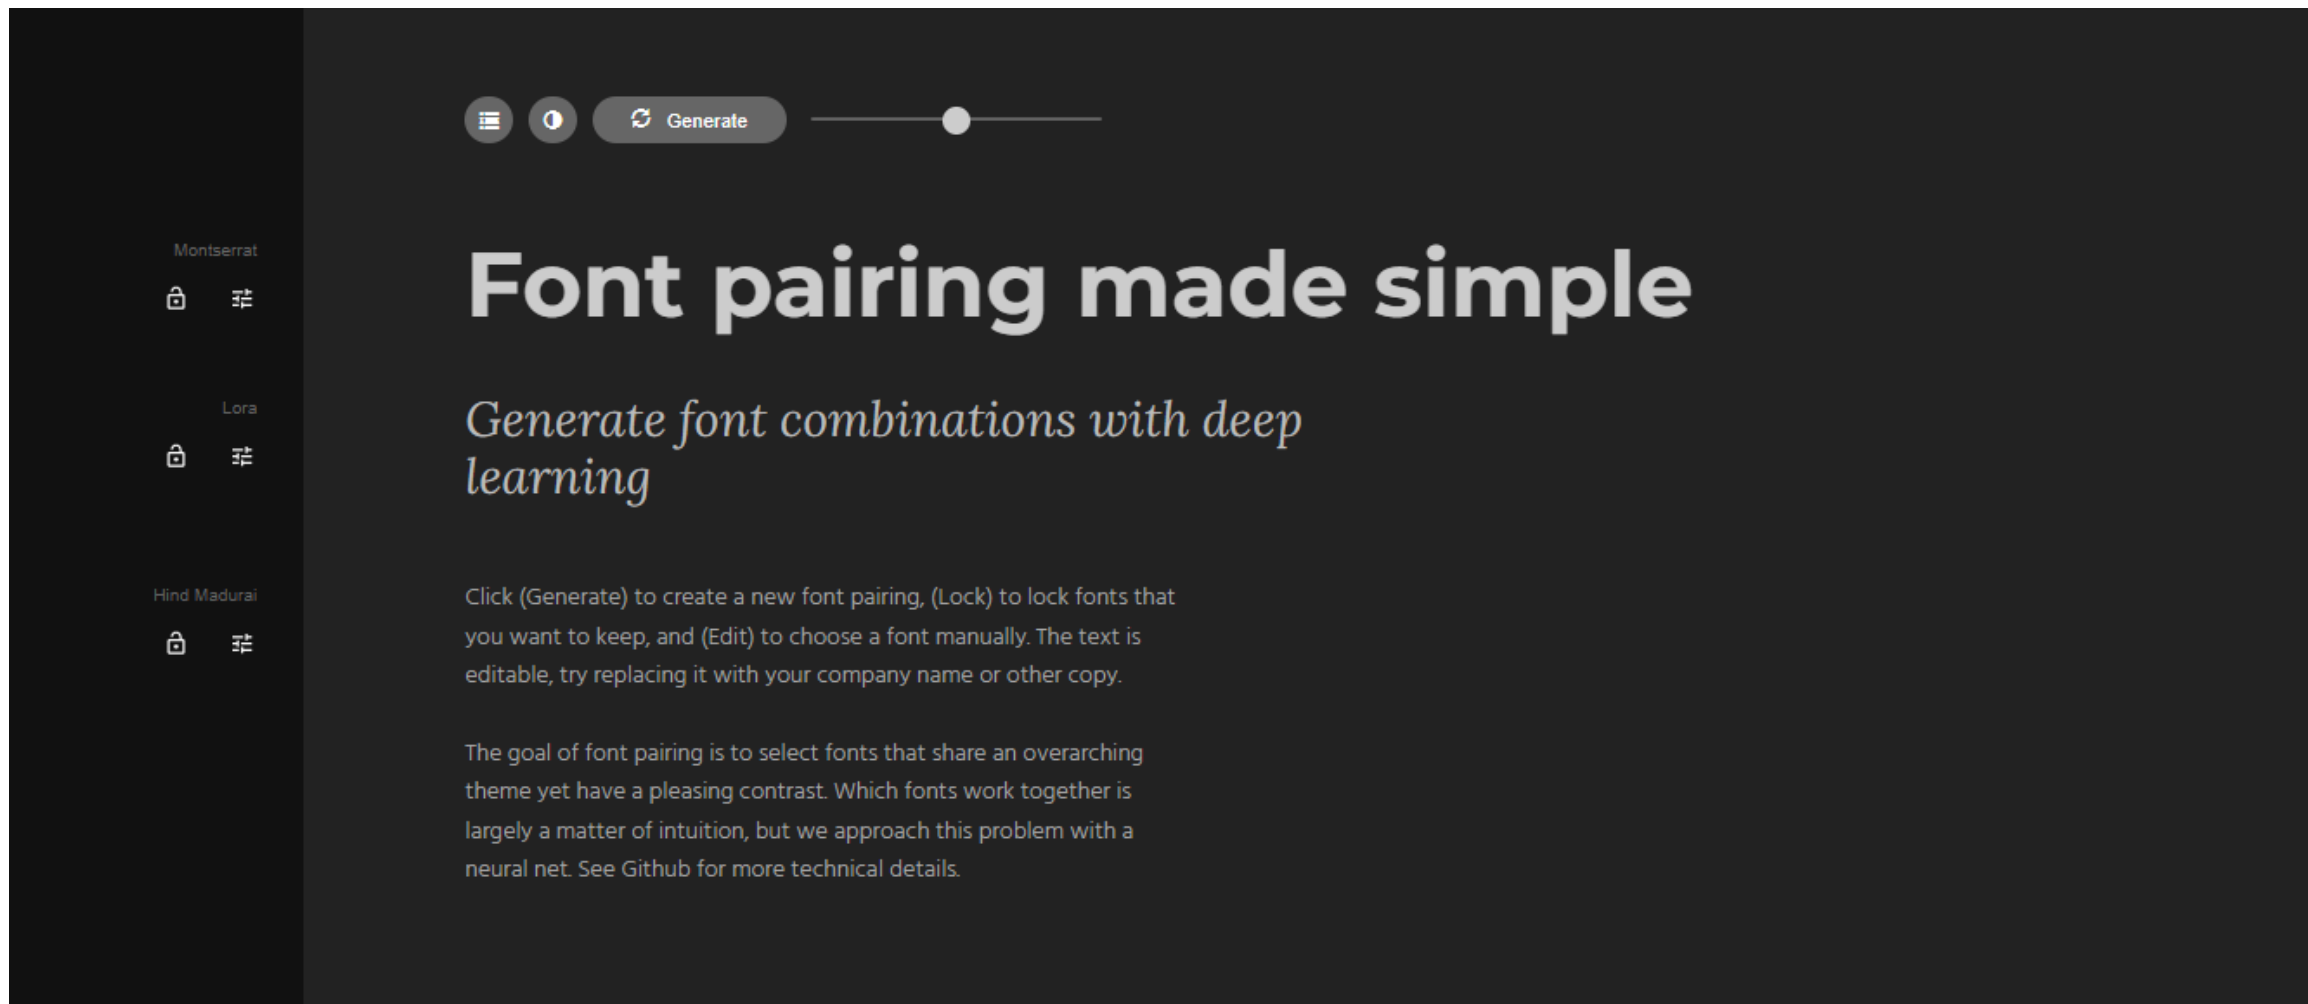 Generate
Montserrat
Font pairing made simple
Lora
Generate font combinations with deep
learning
Hind Madurai
Click (Generate) to create a new font pairing, (Lock) to lock fonts that
you want to keep, and (Edit) to choose a font manually. The text is
editable, try replacing it with your company name or other copy.
The goal of font pairing is to select fonts that share an overarching
theme yet have a pleasing contrast. Which fonts work together is
largely a matter of intuition, but we approach this problem with a
neural net. See Github for more technical details.